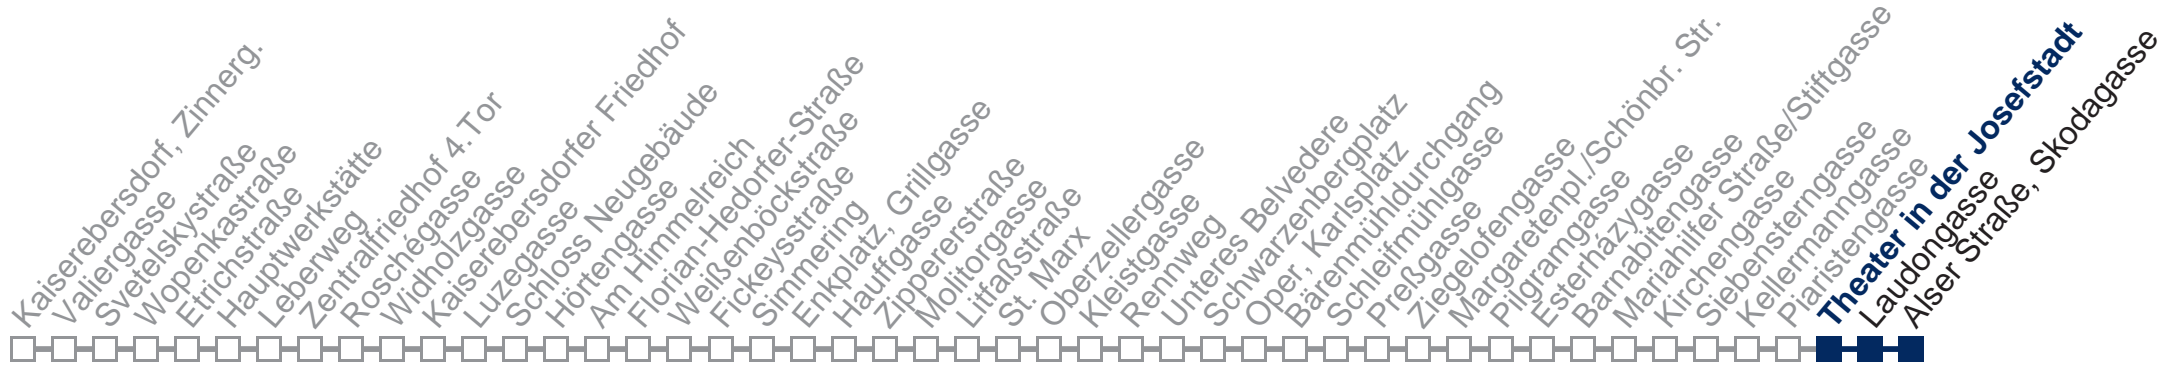 Kaiserebersdorf, Zinnerg.
Valiergasse
Svetelskystraße
Wopenkastraße
Etrichstraße
Hauptwerkstätte
Leberweg
Zentralfriedhof 4.Tor
Roschégasse
Widholzgasse
Kaiserebersdorfer Friedhof
Luzegasse
Schloss Neugebäude
Hörtengasse
Am Himmelreich
Florian-Hedorfer-Straße
Weißenböckstraße
Fickeysstraße
Simmering
Enkplatz, Grillgasse
Hauffgasse
Zippererstraße
Molitorgasse
Litfaßstraße
St. Marx
Oberzellergasse
Kleistgasse
Rennweg
Unteres Belvedere
Schwarzenbergplatz
Oper, Karlsplatz
Bärenmühldurchgang
Schleifmühlgasse
Preßgasse
Ziegelofengasse
Margaretenpl./Schönbr. Str.
Pilgramgasse
Esterházygasse
Barnabitengasse
Mariahilfer Straße/Stiftgasse
Kirchengasse
Siebensterngasse
Kellermanngasse
Piaristengasse
Theater in der Josefstadt
Laudongasse
Alser Straße, Skodagasse